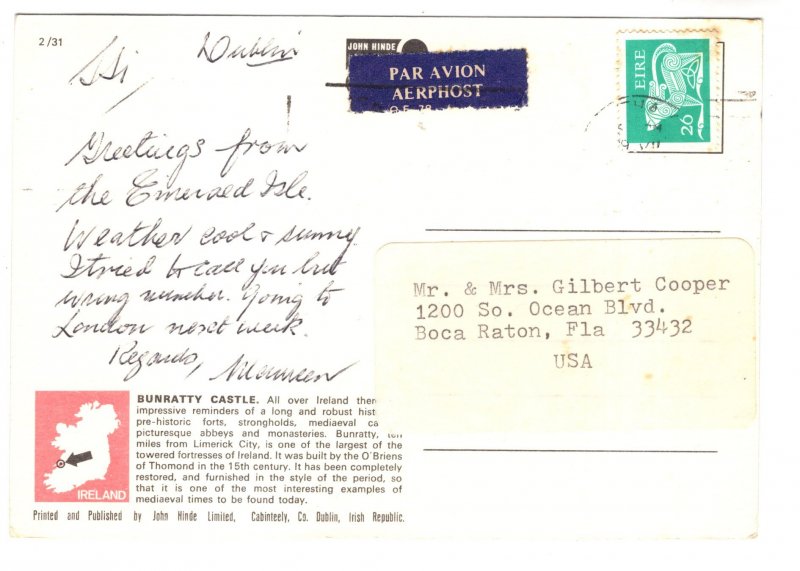 2/31
Dublin
JOHN HINDE
PAR AVION
AERPHOST
EIRE
26
Greetings from
the Emerald Isle.
Weather cool & sunny
I tried to call you but
wrong number. Going to
London next week.
Regards, Maureen
Mr. & Mrs. Gilbert Cooper
1200 So. Ocean Blvd.
Boca Raton, Fla 33432
USA
BUNRATTY CASTLE. All over Ireland there
impressive reminders of a long and robust hist
pre-historic forts, strongholds, mediaeval ca
picturesque abbeys and monasteries. Bunratty, ten
miles from Limerick City, is one of the largest of the
towered fortresses of Ireland. It was built by the O'Briens
of Thomond in the 15th century. It has been completely
restored, and furnished in the style of the period, so
that it is one of the most interesting examples of
mediaeval times to be found today.
IRELAND
Printed and Published by John Hinde Limited, Cabinteely, Co. Dublin, Irish Republic.